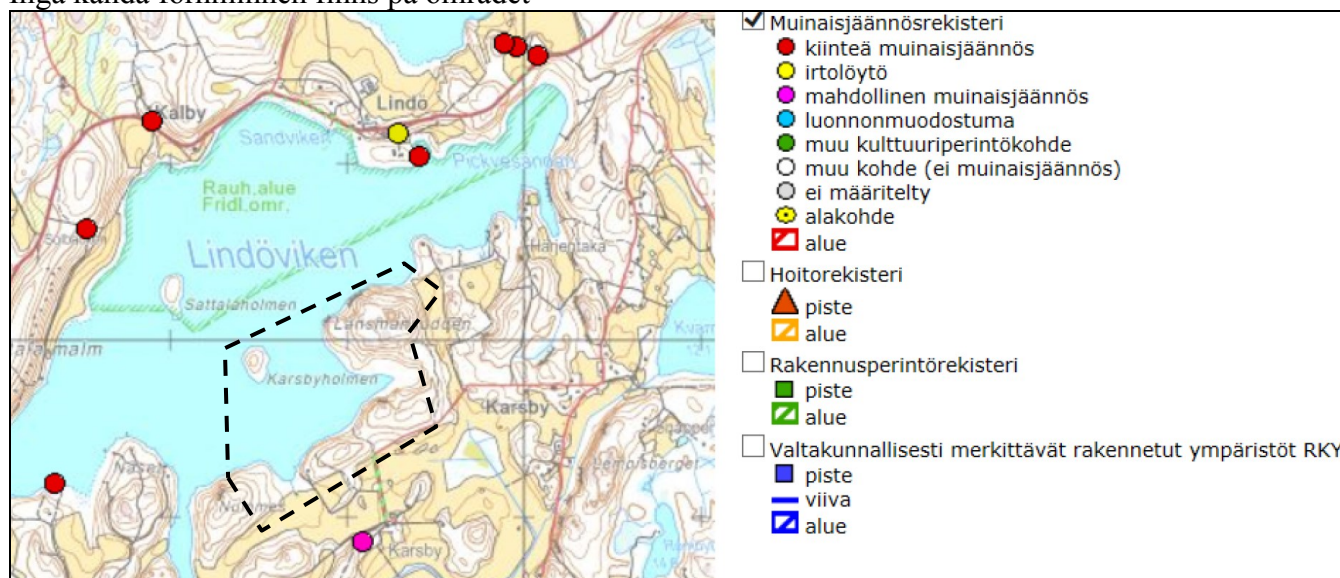 Inga kända fornminnen finns på området
Kalby
Lindö
Sandviken
Pickvesandaly
Rauh.alue
Fridl.omr.
Lindöviken
Härjentaka
Sattalaholmen
Länsmansudden
Karsbyholmen
Karsby
Karsby
Muinaisjäännösrekisteri
kiinteä muinaisjäännös
irtolöytö
mahdollinen muinaisjäännös
luonnonmuodostuma
muu kulttuuriperintökohde
muu kohde (ei muinaisjäännös)
ei määritelty
alakohde
alue
Hoitorekisteri
piste
alue
Rakennusperintörekisteri
piste
alue
Valtakunnallisesti merkittävät rakennetut ympäristöt RKY
piste
viiva
alue